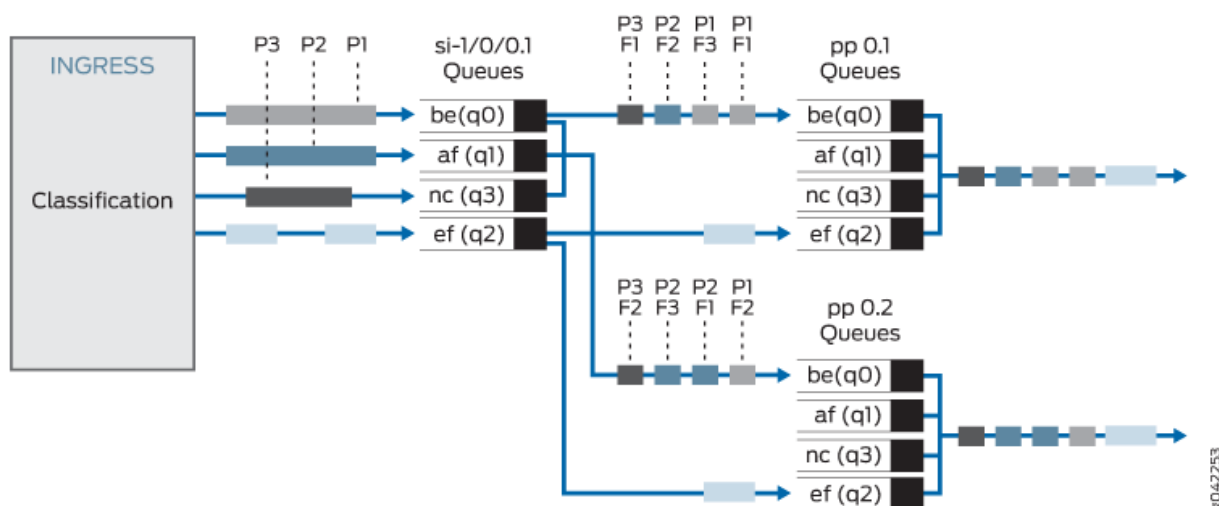 INGRESS
Classification
P3 P2 P1
si-1/0/0.1
Queues
be(q0)
af (q1)
nc (q3)
ef (q2)
P3 P2 P1 P1
F1 F2 F3 F1
pp 0.1
Queues
be(q0)
af (q1)
nc (q3)
ef (q2)
P3 P2 P2 P1
F2 F3 F1 F2
pp 0.2
Queues
be(q0)
af (q1)
nc (q3)
ef (q2)
g042253